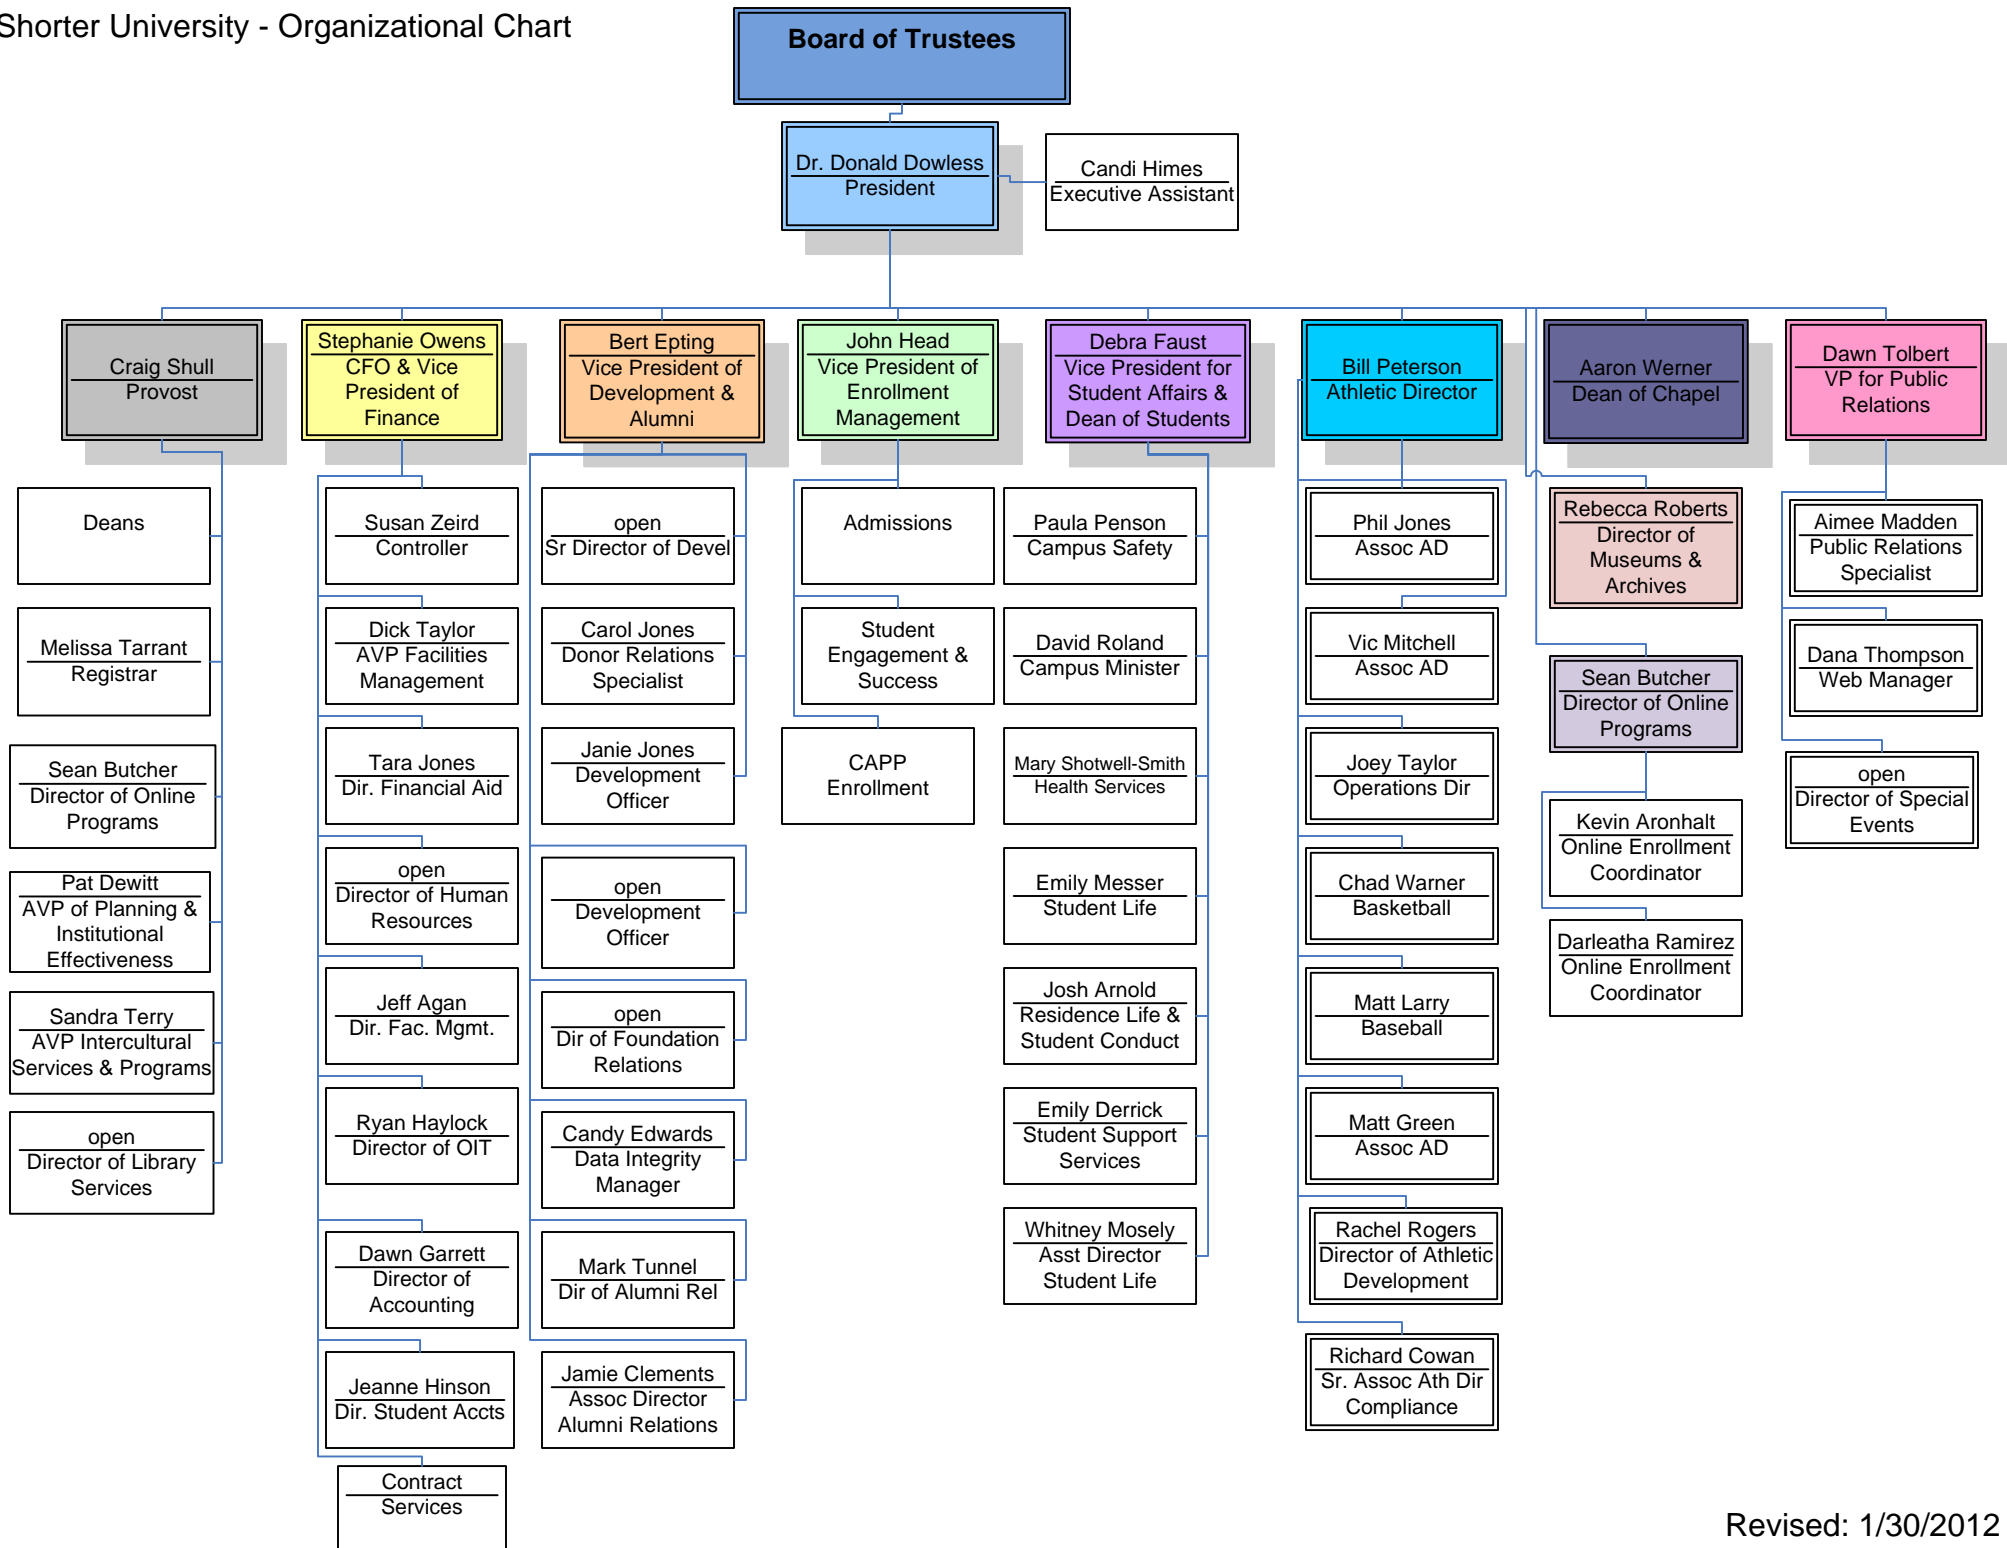 Shorter University - Organizational Chart
Board of Trustees
Dr. Donald Dowless
President
Candi Himes
Executive Assistant
Craig Shull
Provost
Stephanie Owens
CFO & Vice
President of
Finance
Bert Epting
Vice President of
Development &
Alumni
John Head
Vice President of
Enrollment
Management
Debra Faust
Vice President for
Student Affairs &
Dean of Students
Bill Peterson
Athletic Director
Aaron Werner
Dean of Chapel
Dawn Tolbert
VP for Public
Relations
Deans
Melissa Tarrant
Registrar
Sean Butcher
Director of Online
Programs
Pat Dewitt
AVP of Planning &
Institutional
Effectiveness
Sandra Terry
AVP Intercultural
Services & Programs
open
Director of Library
Services
Susan Zeird
Controller
Dick Taylor
AVP Facilities
Management
Tara Jones
Dir. Financial Aid
open
Director of Human
Resources
Jeff Agan
Dir. Fac. Mgmt.
Ryan Haylock
Director of OIT
Dawn Garrett
Director of
Accounting
Jeanne Hinson
Dir. Student Accts
Contract
Services
open
Sr Director of Devel
Carol Jones
Donor Relations
Specialist
Janie Jones
Development
Officer
open
Development
Officer
open
Dir of Foundation
Relations
Candy Edwards
Data Integrity
Manager
Mark Tunnel
Dir of Alumni Rel
Jamie Clements
Assoc Director
Alumni Relations
Admissions
Student
Engagement &
Success
CAPP
Enrollment
Paula Penson
Campus Safety
David Roland
Campus Minister
Mary Shotwell-Smith
Health Services
Emily Messer
Student Life
Josh Arnold
Residence Life &
Student Conduct
Emily Derrick
Student Support
Services
Whitney Mosely
Asst Director
Student Life
Phil Jones
Assoc AD
Vic Mitchell
Assoc AD
Joey Taylor
Operations Dir
Chad Warner
Basketball
Matt Larry
Baseball
Matt Green
Assoc AD
Rachel Rogers
Director of Athletic
Development
Richard Cowan
Sr. Assoc Ath Dir
Compliance
Rebecca Roberts
Director of
Museums &
Archives
Sean Butcher
Director of Online
Programs
Kevin Aronhalt
Online Enrollment
Coordinator
Darleatha Ramirez
Online Enrollment
Coordinator
Aimee Madden
Public Relations
Specialist
Dana Thompson
Web Manager
open
Director of Special
Events
Revised: 1/30/2012